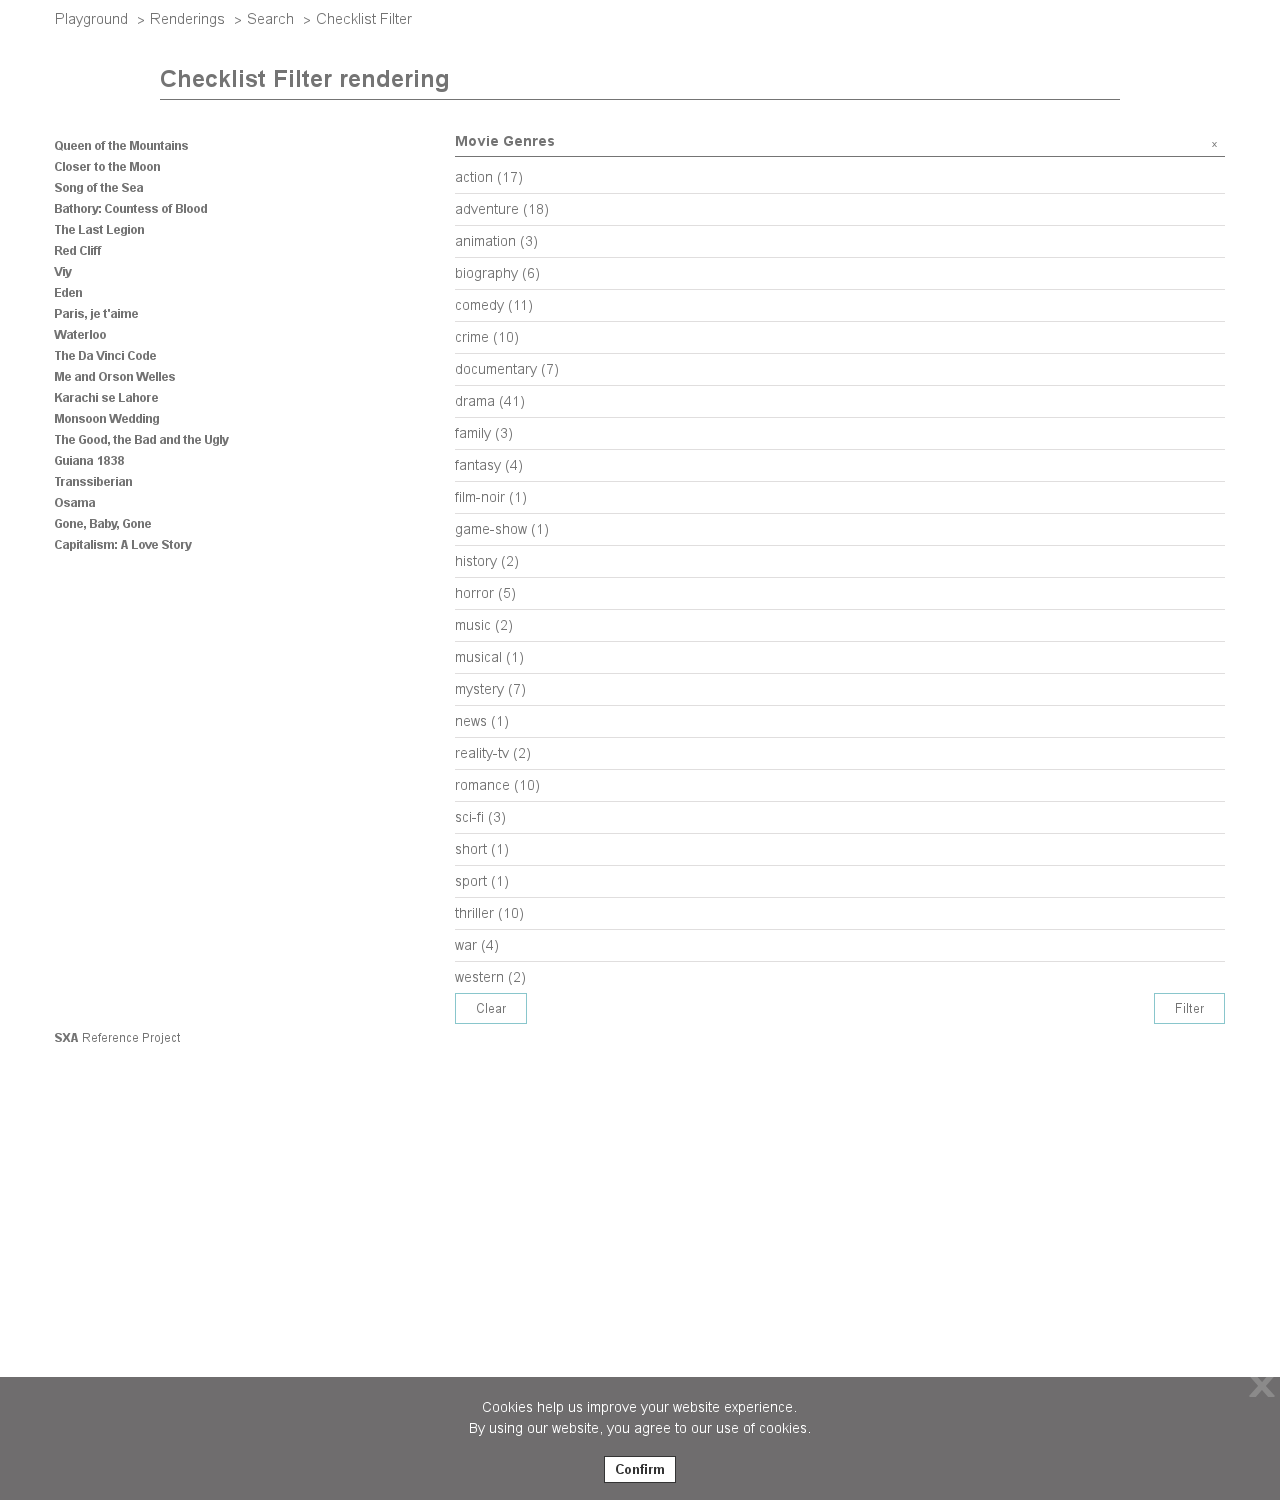 Playground > Renderings > Search > Checklist Filter
Checklist Filter rendering
Queen of the Mountains
Closer to the Moon
Song of the Sea
Bathory: Countess of Blood
The Last Legion
Red Cliff
Viy
Eden
Paris, je t'aime
Waterloo
The Da Vinci Code
Me and Orson Welles
Karachi se Lahore
Monsoon Wedding
The Good, the Bad and the Ugly
Guiana 1838
Transsiberian
Osama
Gone, Baby, Gone
Capitalism: A Love Story
Movie Genres x
action (17)
adventure (18)
animation (3)
biography (6)
comedy (11)
crime (10)
documentary (7)
drama (41)
family (3)
fantasy (4)
film-noir (1)
game-show (1)
history (2)
horror (5)
music (2)
musical (1)
mystery (7)
news (1)
reality-tv (2)
romance (10)
sci-fi (3)
short (1)
sport (1)
thriller (10)
war (4)
western (2)
Clear Filter
SXA Reference Project
x
Cookies help us improve your website experience.
By using our website, you agree to our use of cookies.
Confirm